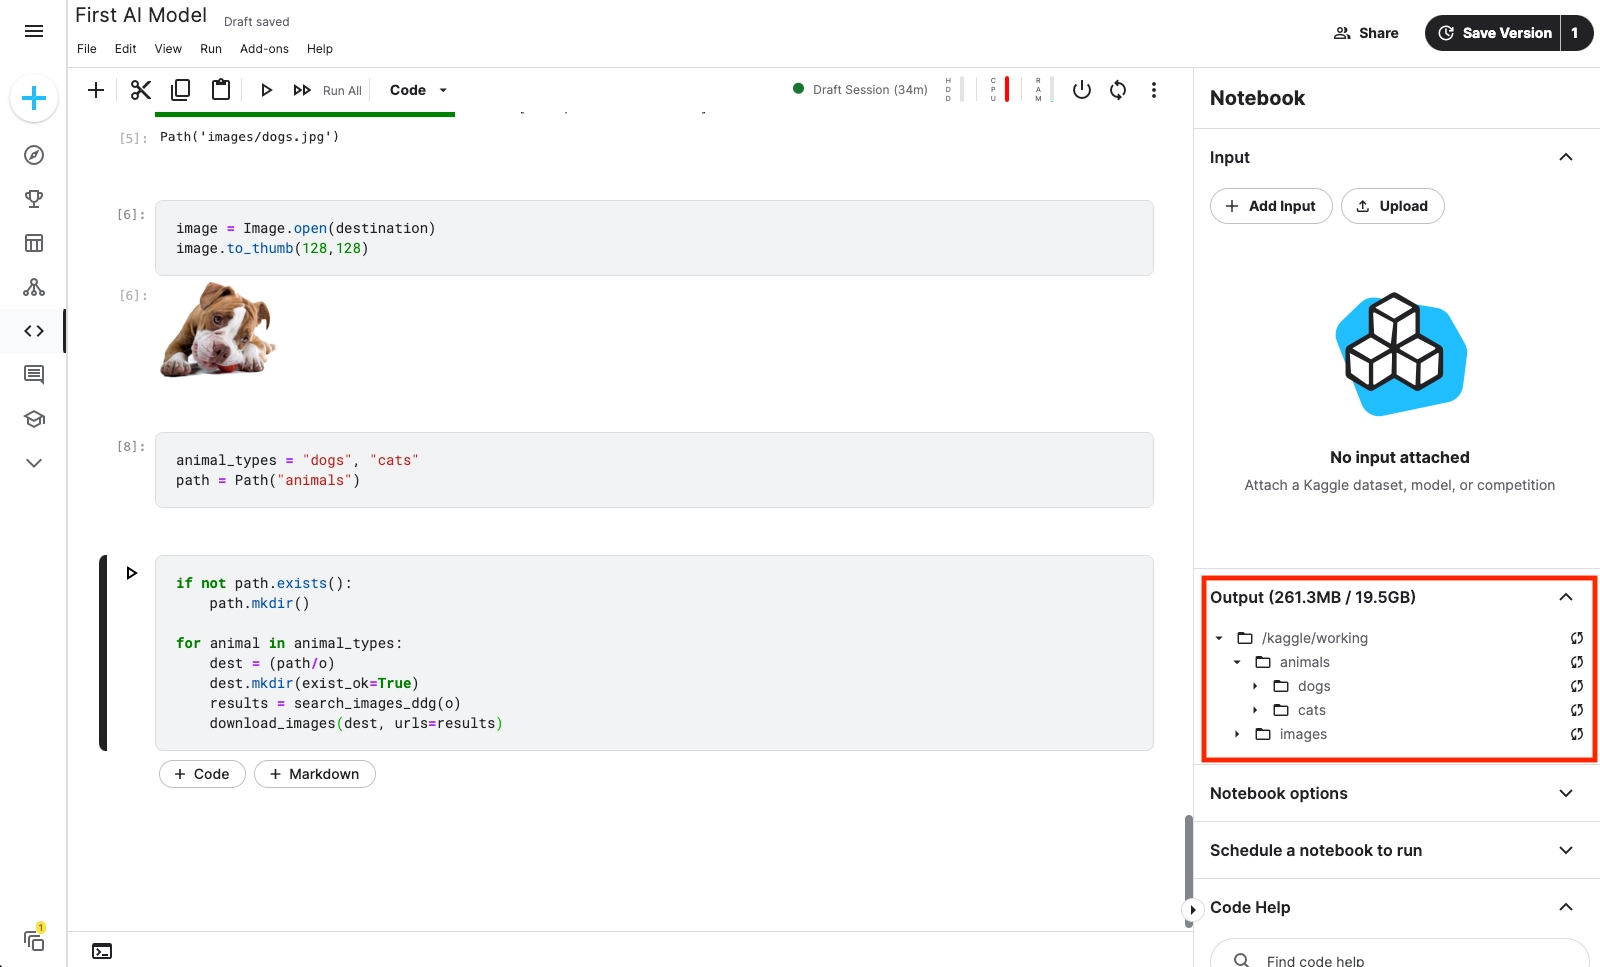 First AI Model
Draft saved
File Edit View Run Add-ons Help
Share
Save Version 1
Run All
Code
Draft Session (34m)
HDD
CPU
RAM
[5]: Path('images/dogs.jpg')
[6]:
image = Image.open(destination)
image.to_thumb(128,128)
[6]:
[8]:
animal_types = "dogs", "cats"
path = Path("animals")
if not path.exists():
    path.mkdir()
for animal in animal_types:
    dest = (path/o)
    dest.mkdir(exist_ok=True)
    results = search_images_ddg(o)
    download_images(dest, urls=results)
+ Code + Markdown
1
Notebook
Input
+ Add Input
Upload
No input attached
Attach a Kaggle dataset, model, or competition
Output (261.3MB / 19.5GB)
/kaggle/working
animals
dogs
cats
images
Notebook options
Schedule a notebook to run
Code Help
Find code help